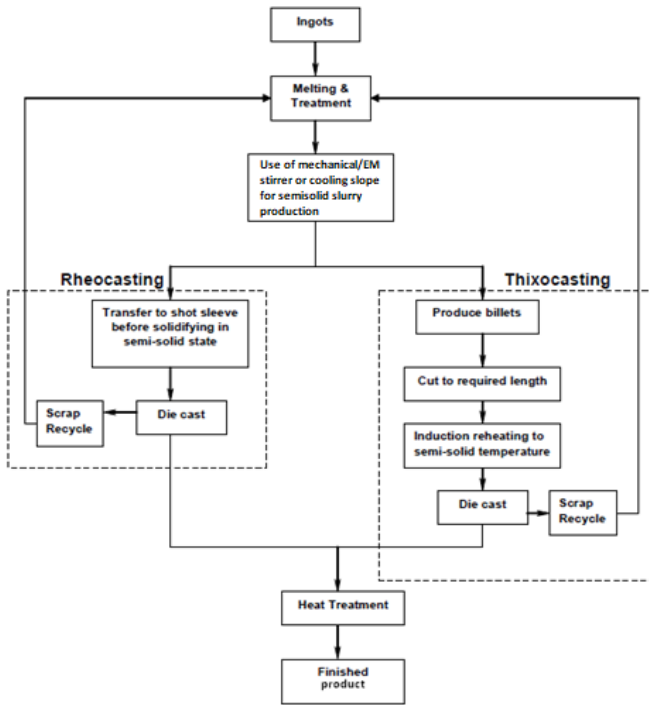 Ingots
Melting &
Treatment
Use of mechanical/EM
stirrer or cooling slope
for semisolid slurry
production
Rheocasting
Transfer to shot sleeve
before solidifying in
semi-solid state
Scrap
Recycle
Die cast
Thixocasting
Produce billets
Cut to required length
Induction reheating to
semi-solid temperature
Die cast
Scrap
Recycle
Heat Treatment
Finished
product